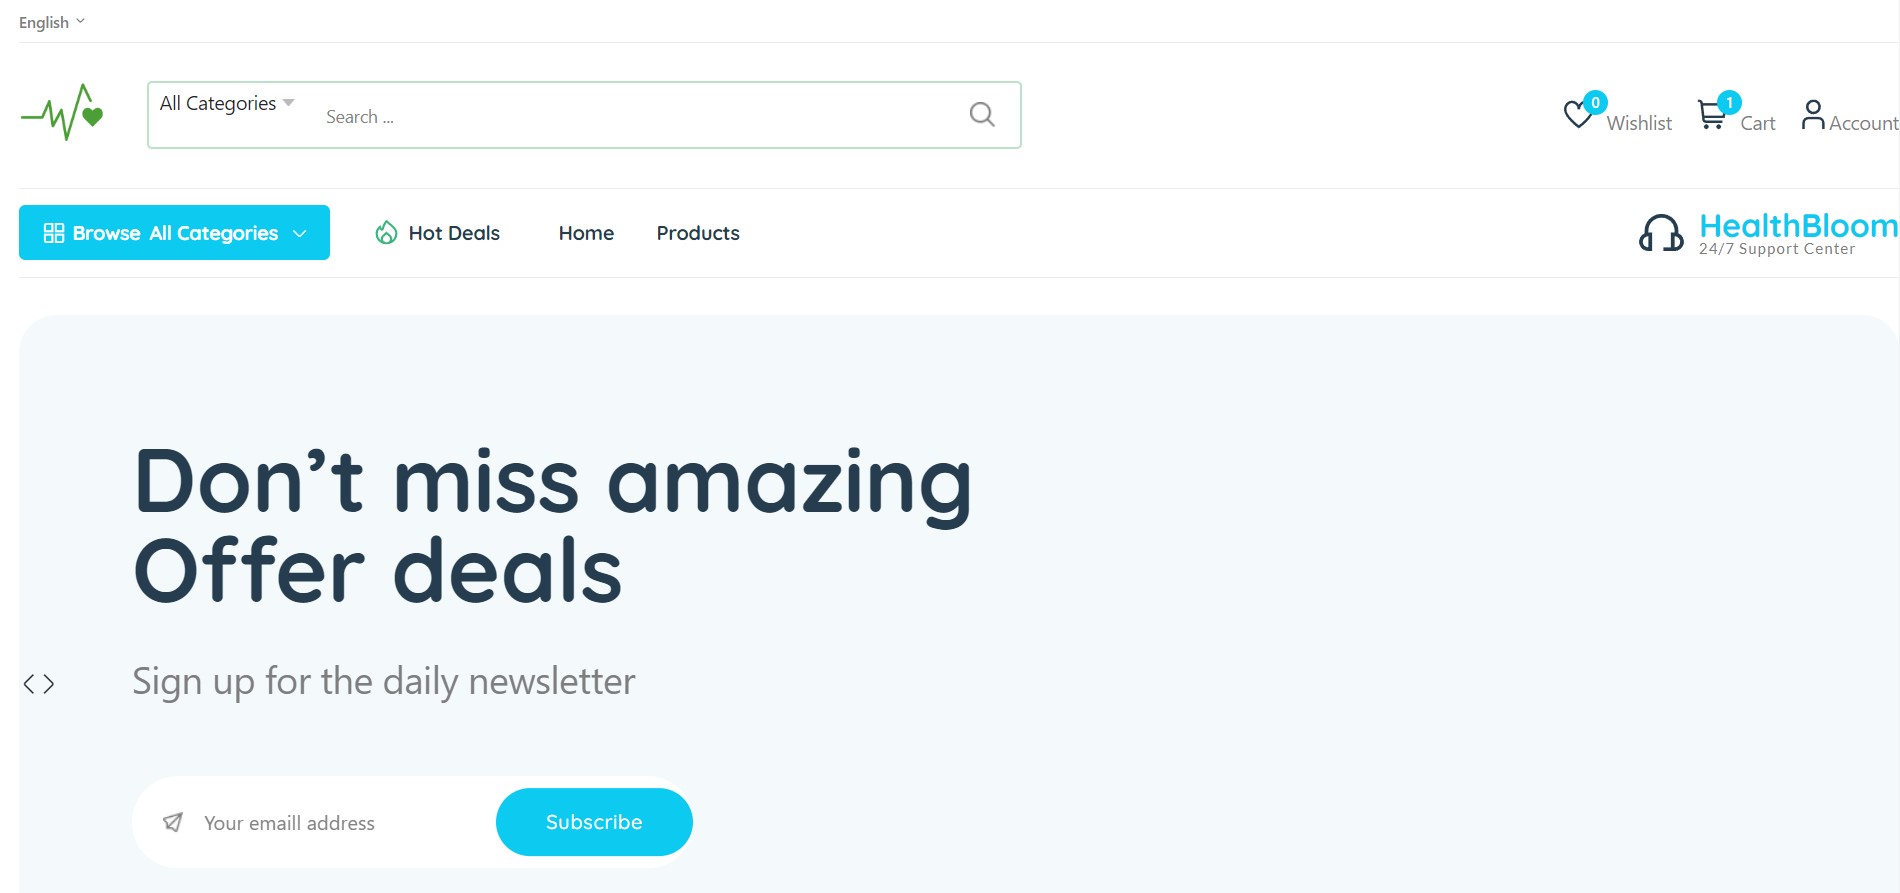 English
All Categories
Search ...
0
Wishlist
1
Cart
Account
Browse All Categories
Hot Deals
Home
Products
HealthBloom
24/7 Support Center
Don’t miss amazing
Offer deals
Sign up for the daily newsletter
Your emaill address
Subscribe